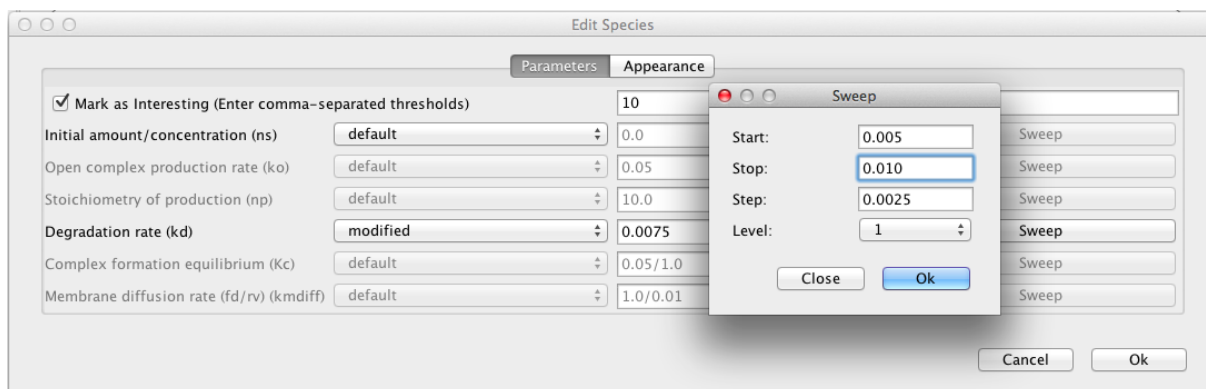 Edit Species
Parameters Appearance
Mark as Interesting (Enter comma-separated thresholds) 10
Initial amount/concentration (ns) default 0.0 Sweep
Open complex production rate (ko) default 0.05 Sweep
Stoichiometry of production (np) default 10.0 Sweep
Degradation rate (kd) modified 0.0075 Sweep
Complex formation equilibrium (Kc) default 0.05/1.0 Sweep
Membrane diffusion rate (fd/rv) (kmdiff) default 1.0/0.01 Sweep
Cancel Ok
Sweep
Start: 0.005
Stop: 0.010
Step: 0.0025
Level: 1
Close Ok